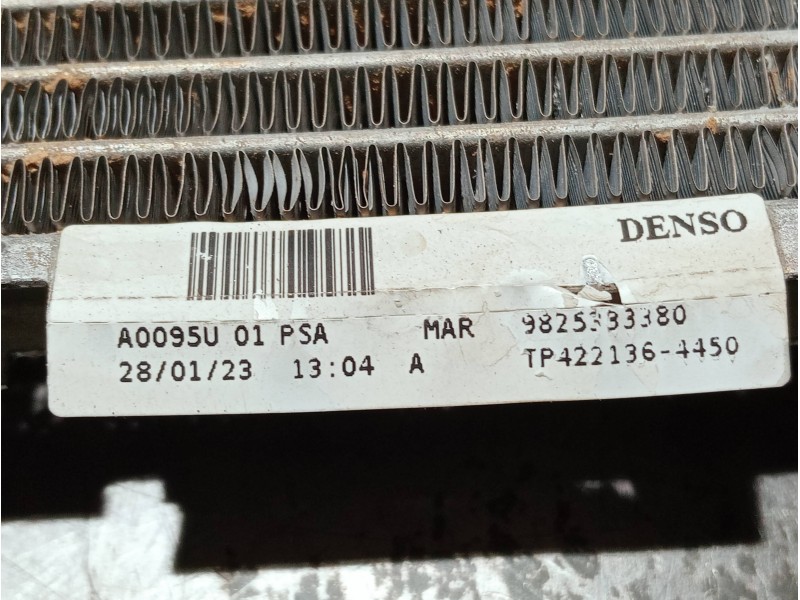 DENSO
A0095U 01 PSA MAR 9825333380
28/01/23 13:04 A TP422136-4450